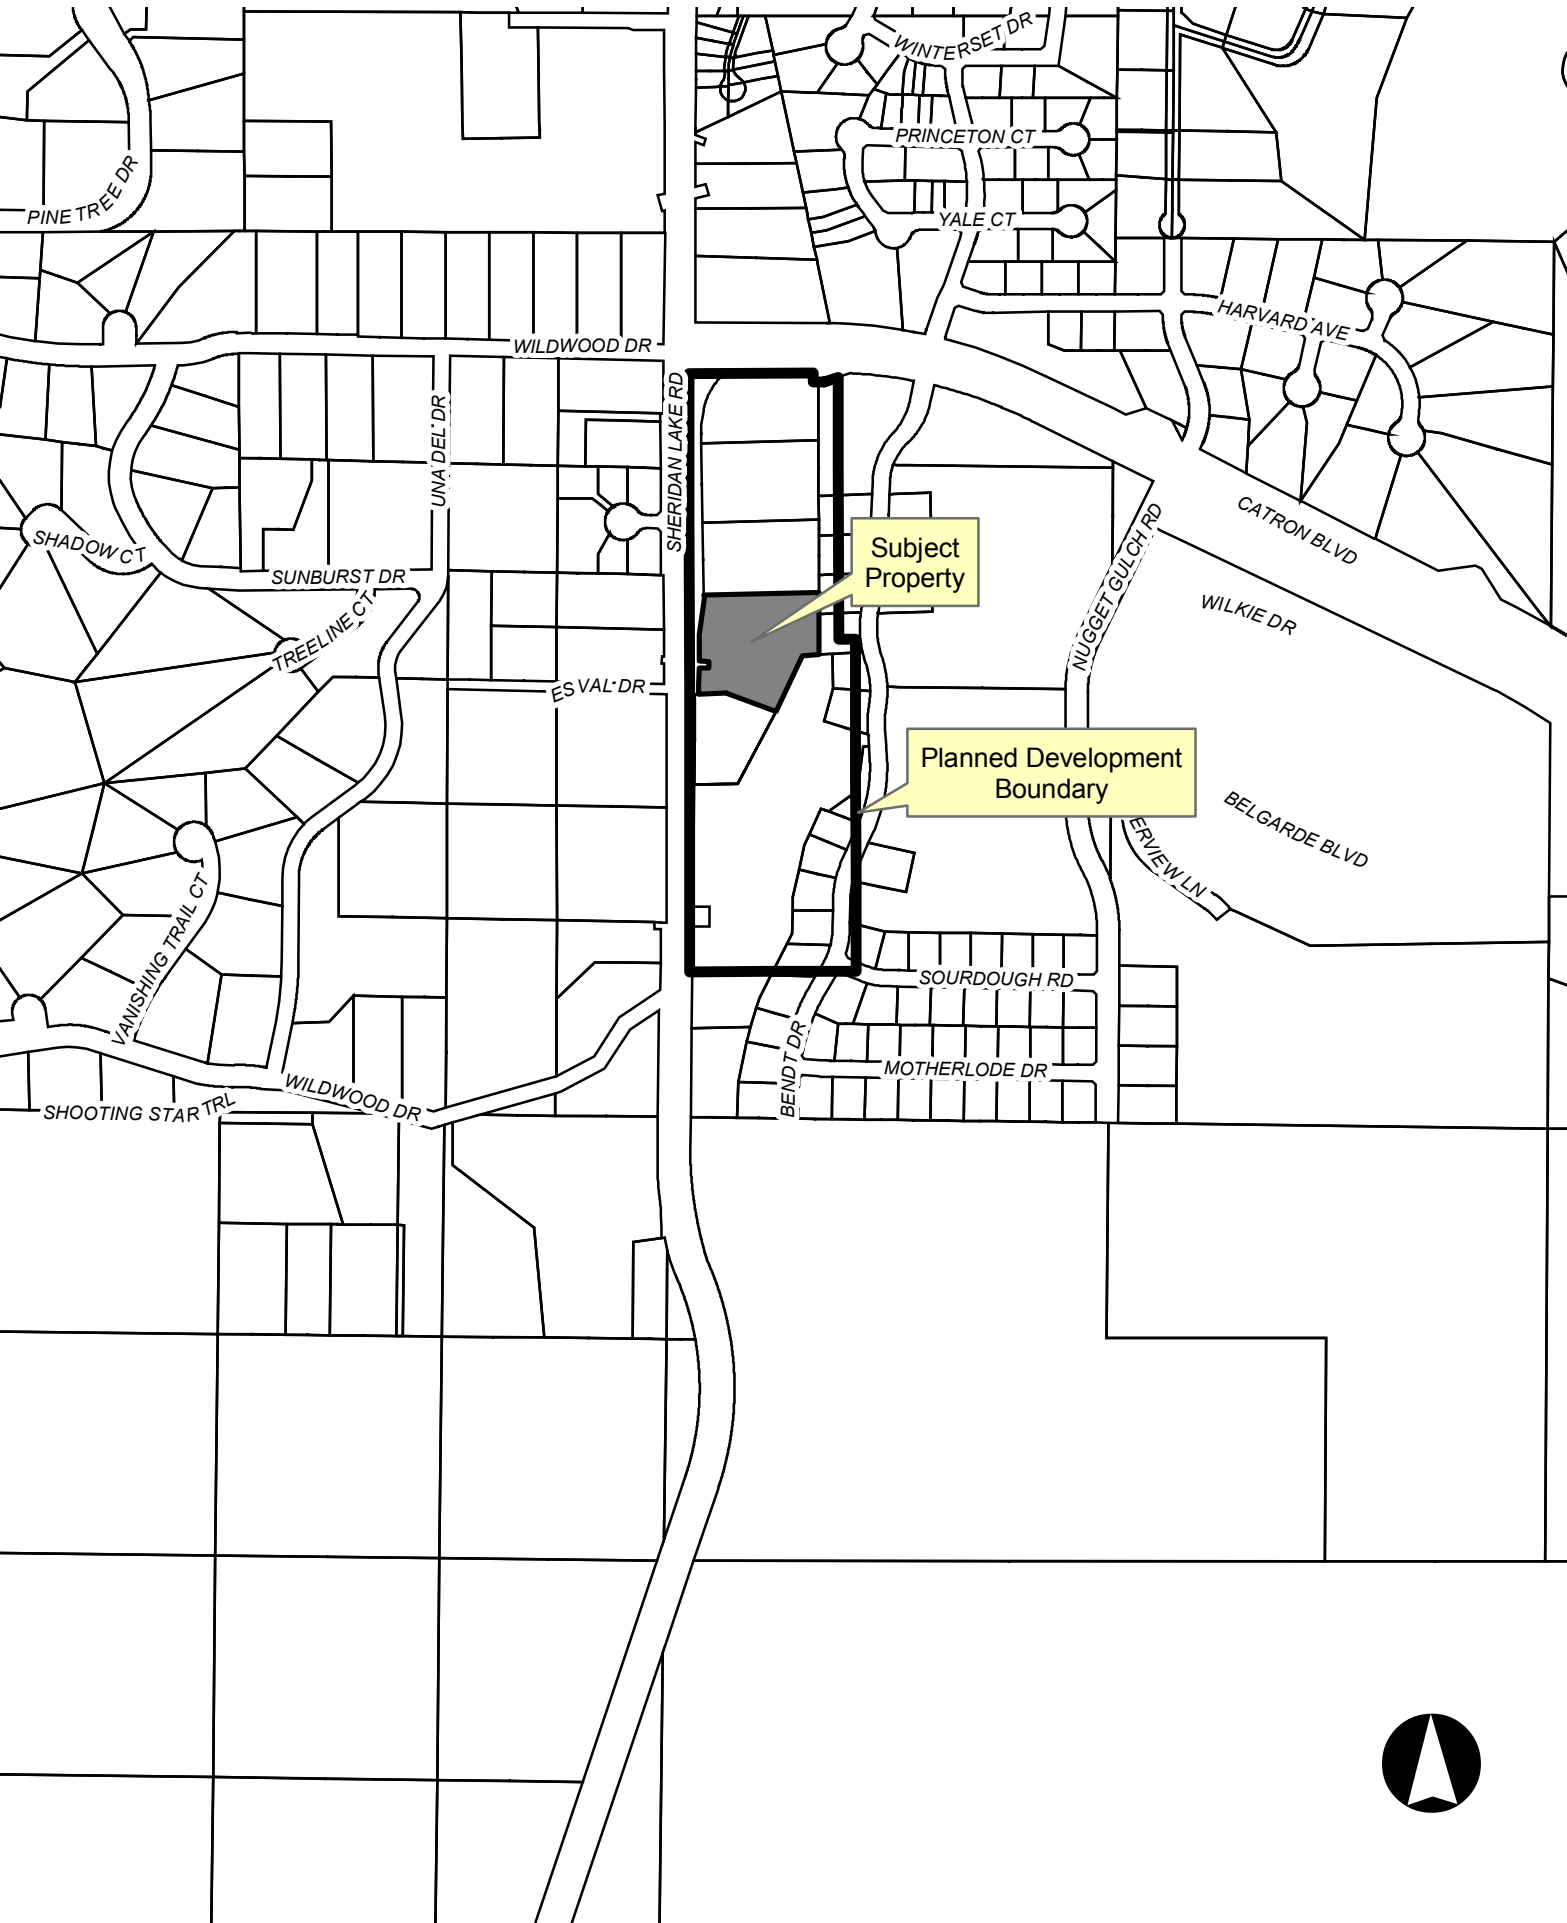 WINTERSET DR
PRINCETON CT
PINE TREE DR
YALE CT
HARVARD AVE
WILDWOOD DR
SHERIDAN LAKE RD
UNA DEL DR
CATRON BLVD
NUGGET GULCH RD
SHADOW CT
Subject
Property
SUNBURST DR
WILKIE DR
TREELINE CT
ES VAL DR
Planned Development
Boundary
BELGARDE BLVD
ERVIEW LN
VANISHING TRAIL CT
SOURDOUGH RD
BENDT DR
MOTHERLODE DR
WILDWOOD DR
SHOOTING STAR TRL